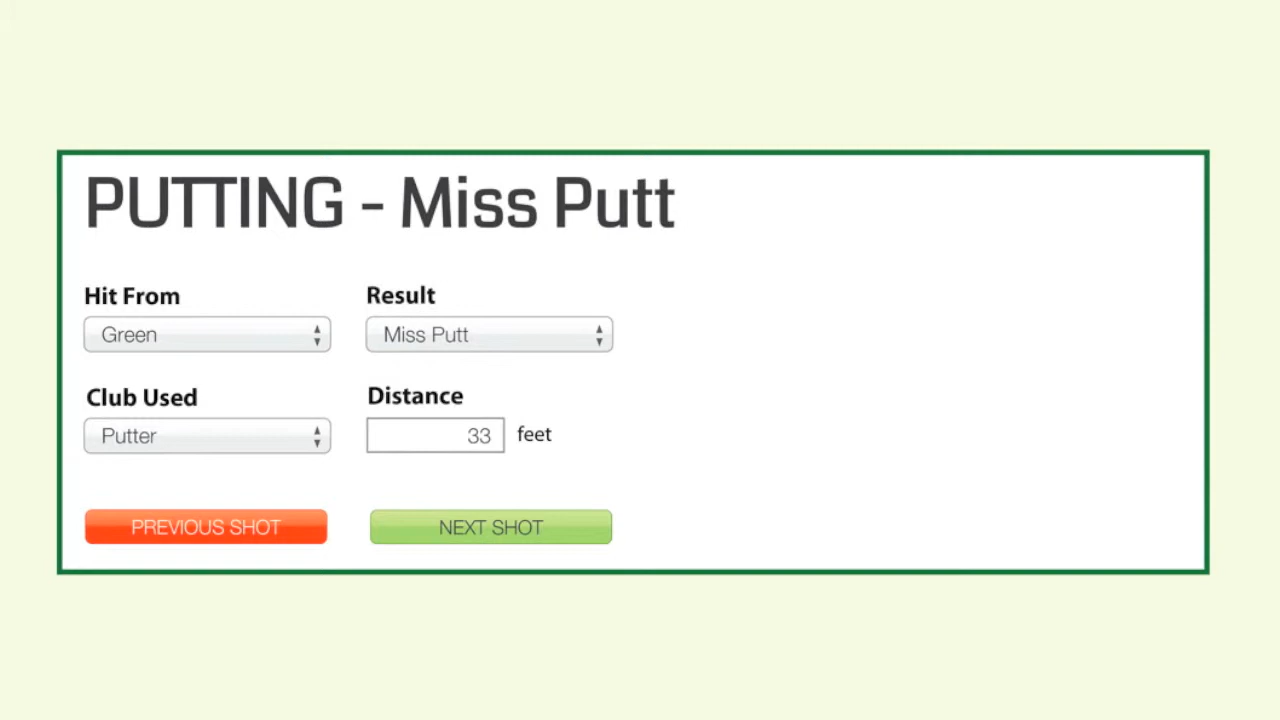 PUTTING - Miss Putt
Hit From
Result
Green
Miss Putt
Club Used
Distance
Putter
33 feet
PREVIOUS SHOT
NEXT SHOT